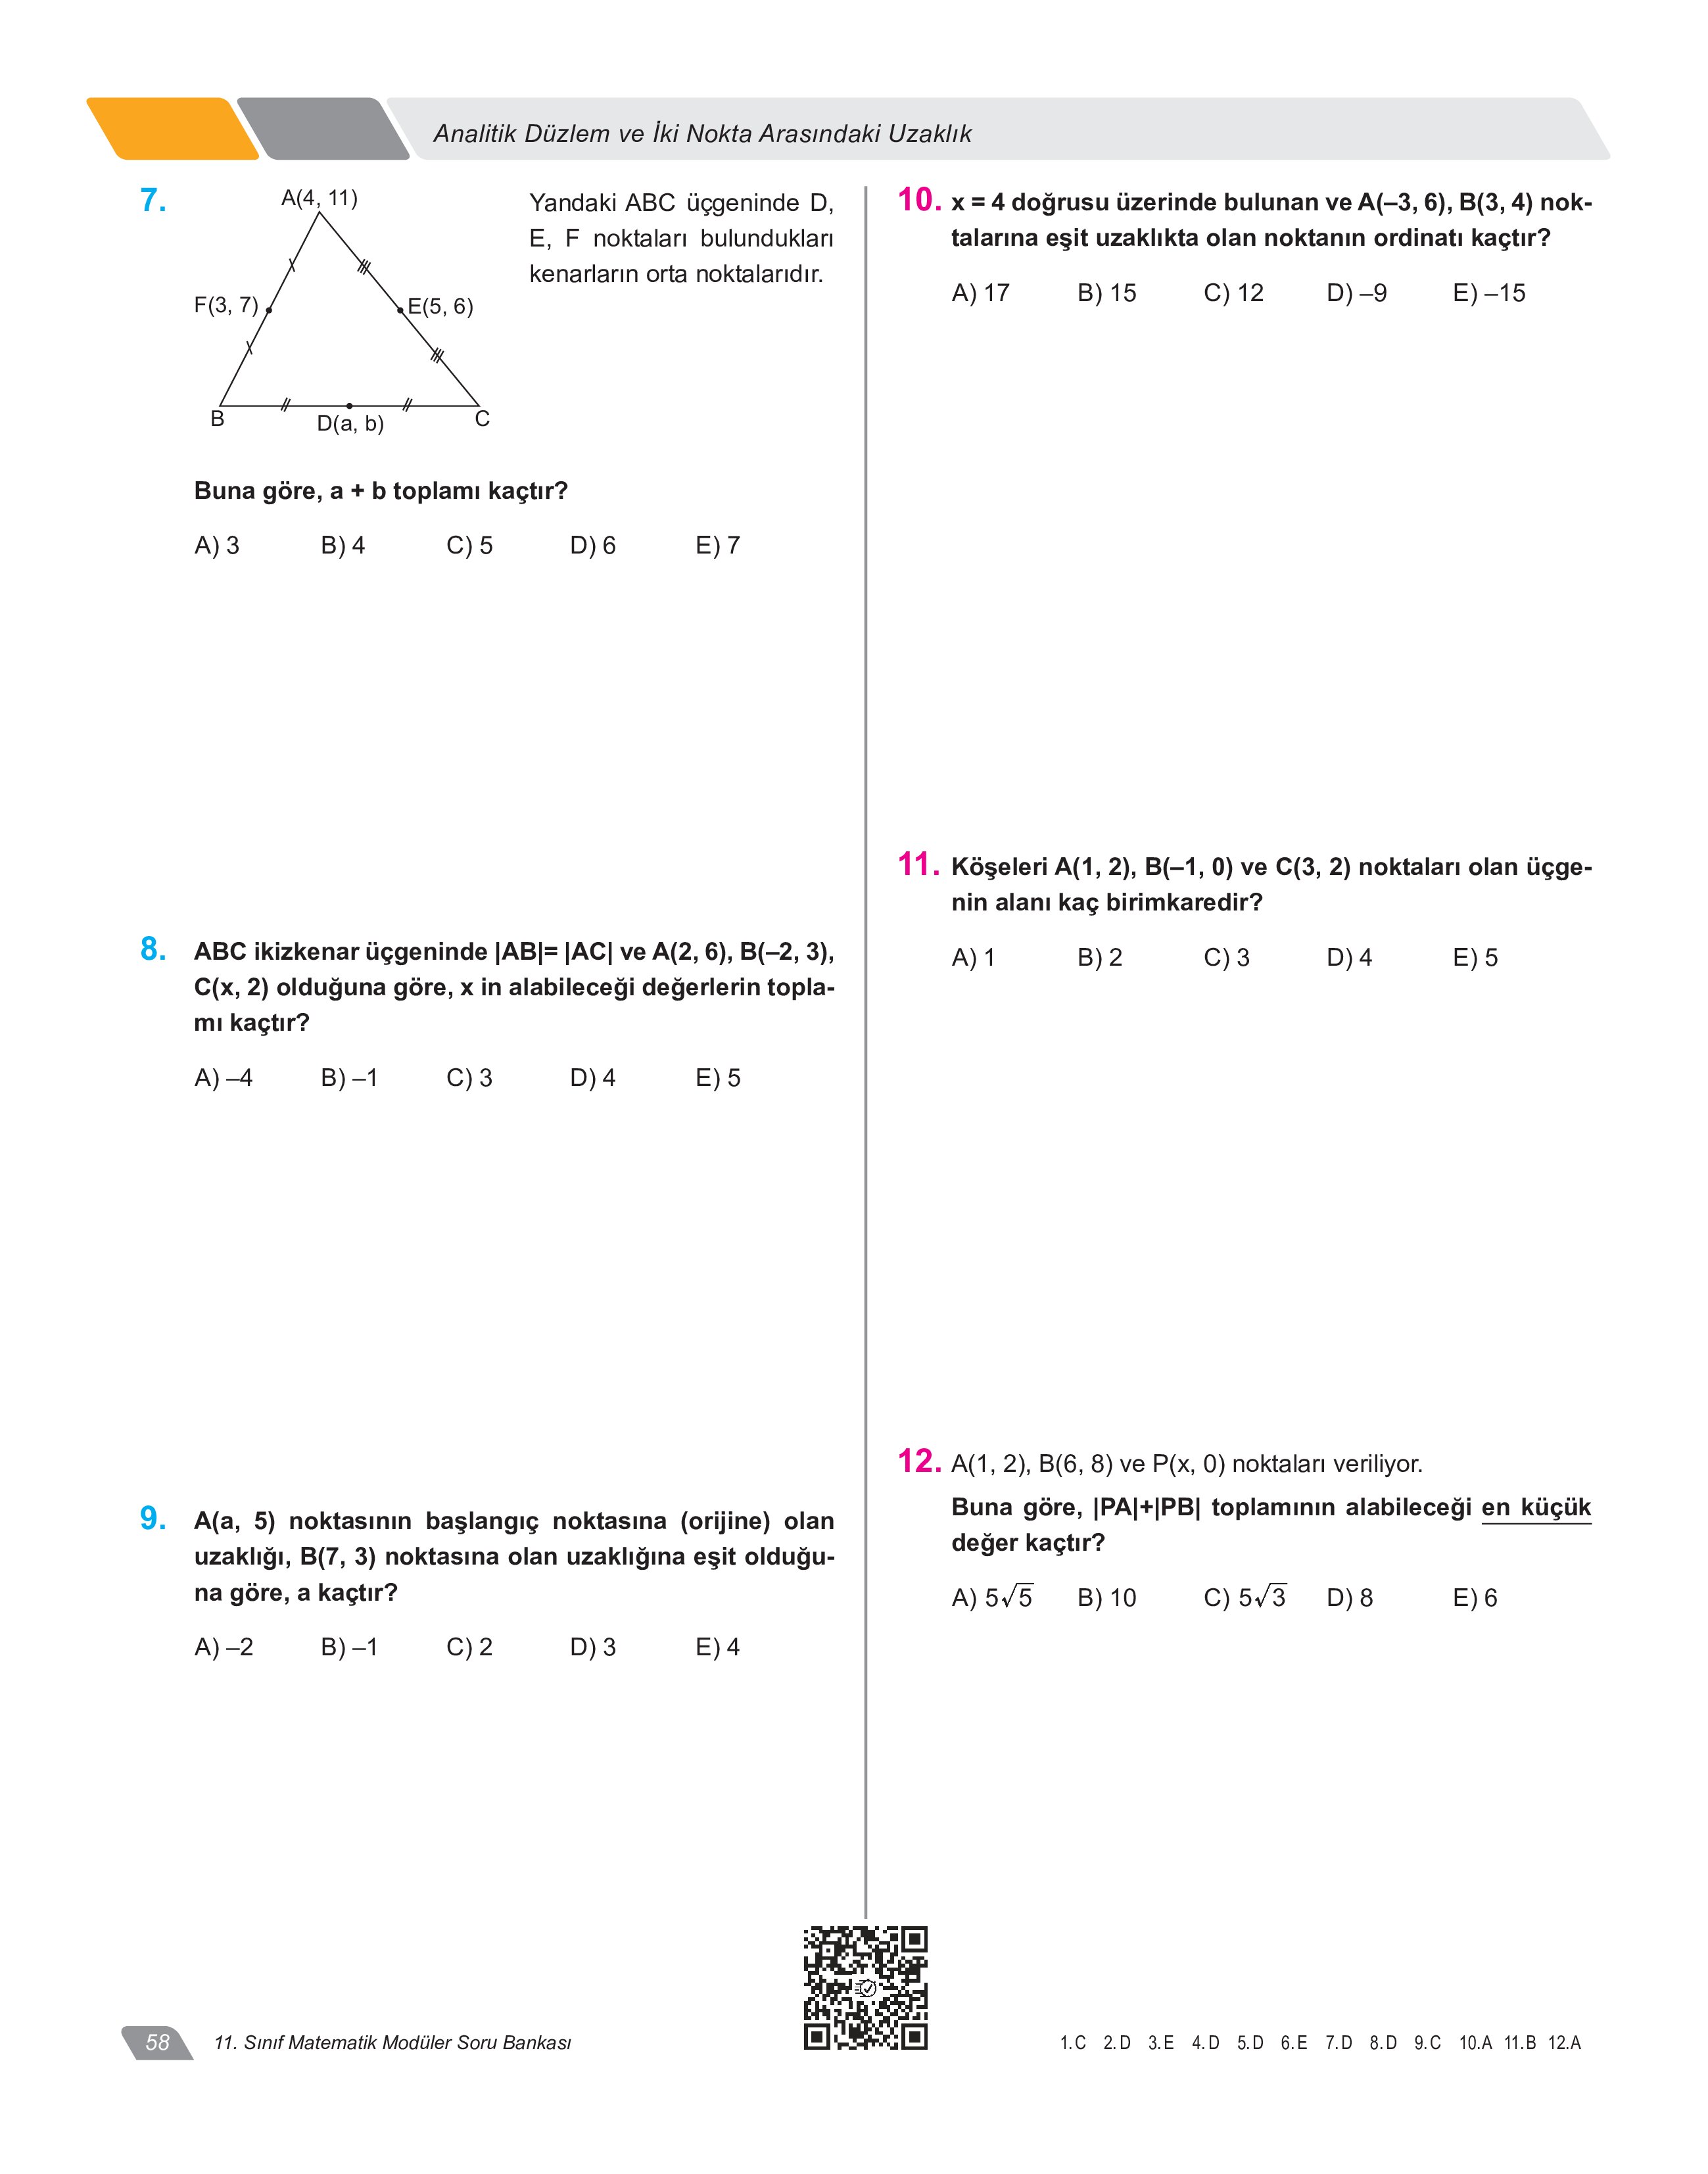 Analitik Düzlem ve İki Nokta Arasındaki Uzaklık
7.
A(4, 11)
F(3, 7)
E(5, 6)
B
D(a, b)
C
Yandaki ABC üçgeninde D,
E, F noktaları bulundukları
kenarların orta noktalarıdır.
Buna göre, a + b toplamı kaçtır?
A) 3 B) 4 C) 5 D) 6 E) 7
8. ABC ikizkenar üçgeninde |AB|= |AC| ve A(2, 6), B(–2, 3),
C(x, 2) olduğuna göre, x in alabileceği değerlerin topla-
mı kaçtır?
A) –4 B) –1 C) 3 D) 4 E) 5
9. A(a, 5) noktasının başlangıç noktasına (orijine) olan
uzaklığı, B(7, 3) noktasına olan uzaklığına eşit olduğu-
na göre, a kaçtır?
A) –2 B) –1 C) 2 D) 3 E) 4
10. x = 4 doğrusu üzerinde bulunan ve A(–3, 6), B(3, 4) nok-
talarına eşit uzaklıkta olan noktanın ordinatı kaçtır?
A) 17 B) 15 C) 12 D) –9 E) –15
11. Köşeleri A(1, 2), B(–1, 0) ve C(3, 2) noktaları olan üçge-
nin alanı kaç birimkaredir?
A) 1 B) 2 C) 3 D) 4 E) 5
12. A(1, 2), B(6, 8) ve P(x, 0) noktaları veriliyor.
Buna göre, |PA|+|PB| toplamının alabileceği en küçük
değer kaçtır?
A) 5√5 B) 10 C) 5√3 D) 8 E) 6
58 11. Sınıf Matematik Modüler Soru Bankası
1.C 2.D 3.E 4.D 5.D 6.E 7.D 8.D 9.C 10.A 11.B 12.A